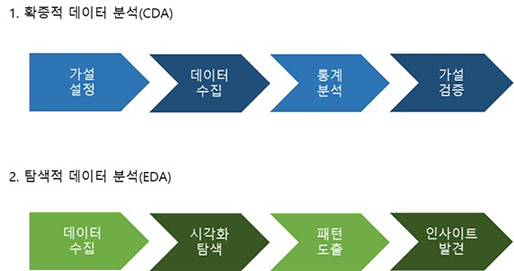 1. 확증적 데이터 분석(CDA)
가설
설정
데이터
수집
통계
분석
가설
검증
2. 탐색적 데이터 분석(EDA)
데이터
수집
시각화
탐색
패턴
도출
인사이트
발견